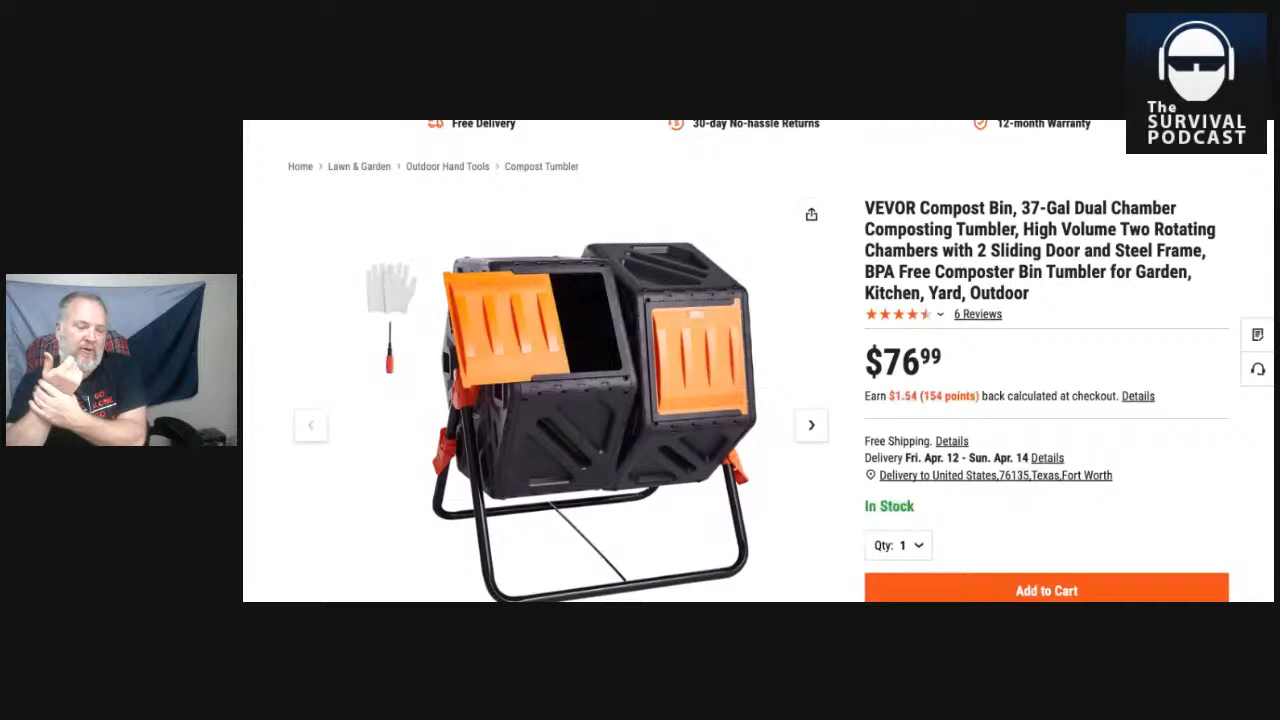 The
SURVIVAL
PODCAST
Free Delivery
30-day No-hassle Returns
12-month Warranty
Home › Lawn & Garden › Outdoor Hand Tools › Compost Tumbler
VEVOR Compost Bin, 37-Gal Dual Chamber
Composting Tumbler, High Volume Two Rotating
Chambers with 2 Sliding Door and Steel Frame,
BPA Free Composter Bin Tumbler for Garden,
Kitchen, Yard, Outdoor
6 Reviews
$7699
Earn $1.54 (154 points) back calculated at checkout. Details
Free Shipping. Details
Delivery Fri. Apr. 12 - Sun. Apr. 14 Details
Delivery to United States,76135,Texas,Fort Worth
In Stock
Qty: 1
Add to Cart